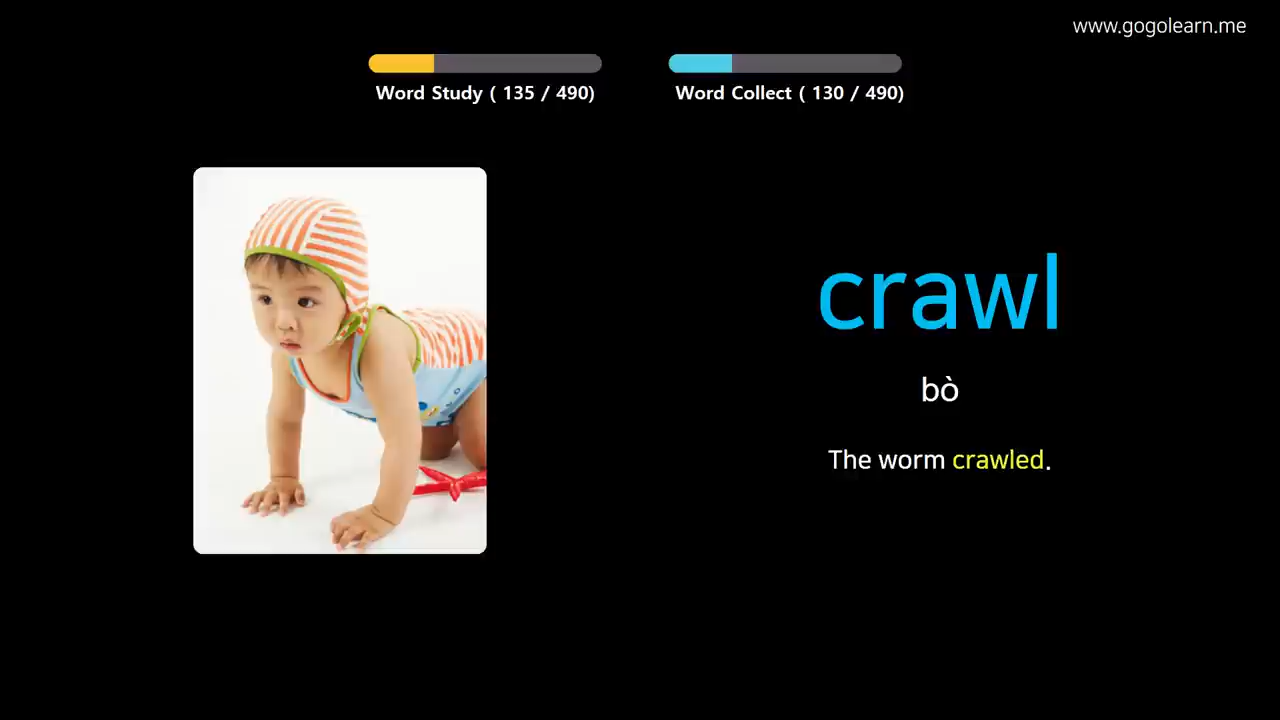 www.gogolearn.me
Word Study ( 135 / 490)
Word Collect ( 130 / 490)
crawl
bò
The worm crawled.